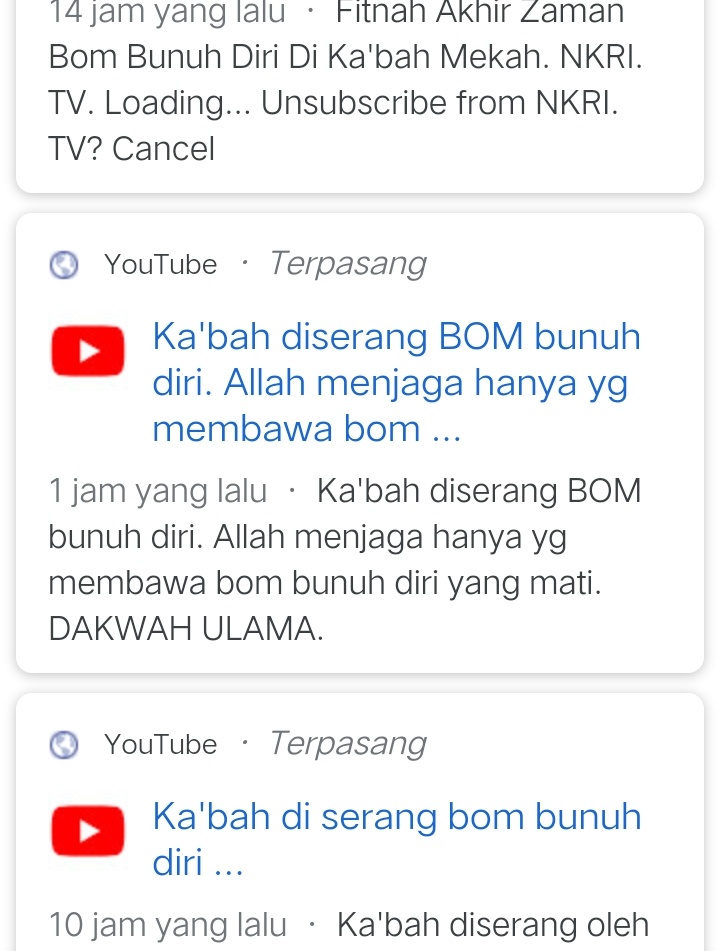 14 jam yang lalu · Fitnah Akhir Zaman
Bom Bunuh Diri Di Ka'bah Mekah. NKRI.
TV. Loading... Unsubscribe from NKRI.
TV? Cancel
YouTube · Terpasang
Ka'bah diserang BOM bunuh
diri. Allah menjaga hanya yg
membawa bom ...
1 jam yang lalu · Ka'bah diserang BOM
bunuh diri. Allah menjaga hanya yg
membawa bom bunuh diri yang mati.
DAKWAH ULAMA.
YouTube · Terpasang
Ka'bah di serang bom bunuh
diri ...
10 jam yang lalu · Ka'bah diserang oleh